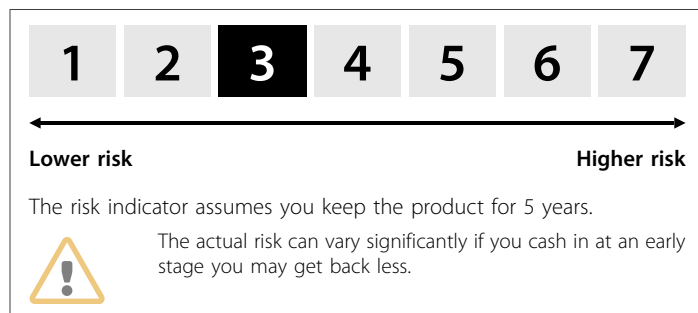 1 2 3 4 5 6 7
Lower risk Higher risk
The risk indicator assumes you keep the product for 5 years.
The actual risk can vary significantly if you cash in at an early
stage you may get back less.